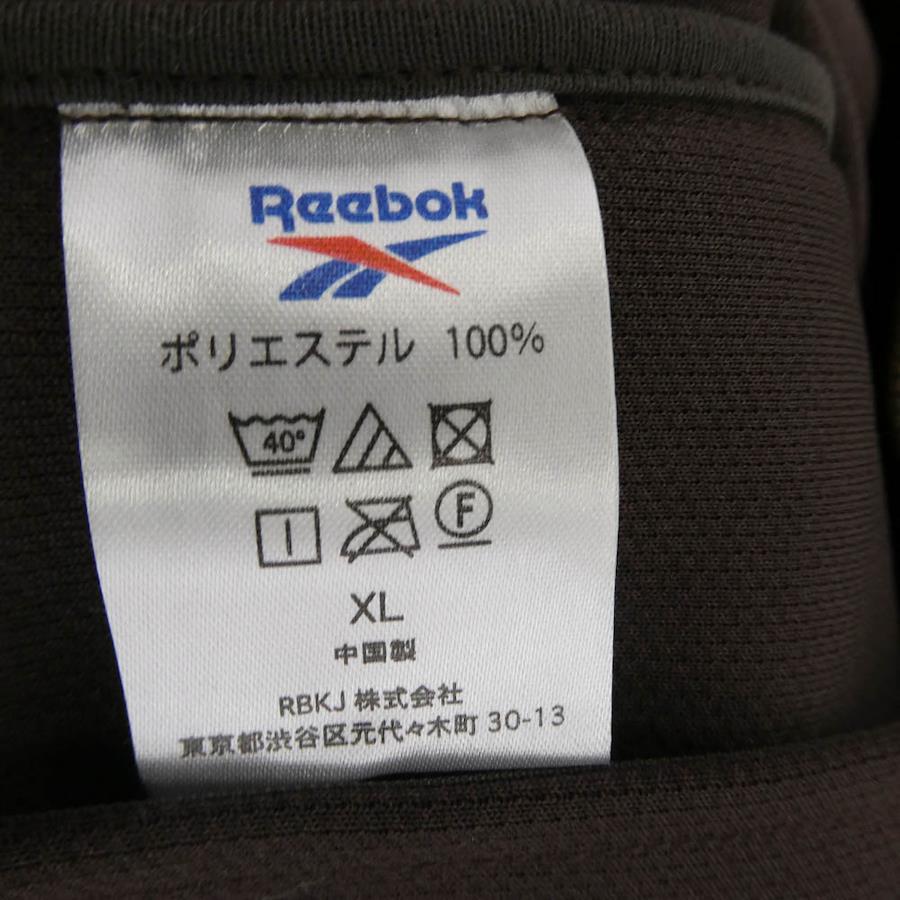 Reebok
ポリエステル 100%
40°
F
XL
中国製
RBKJ 株式会社
東京都渋谷区元代々木町 30-13